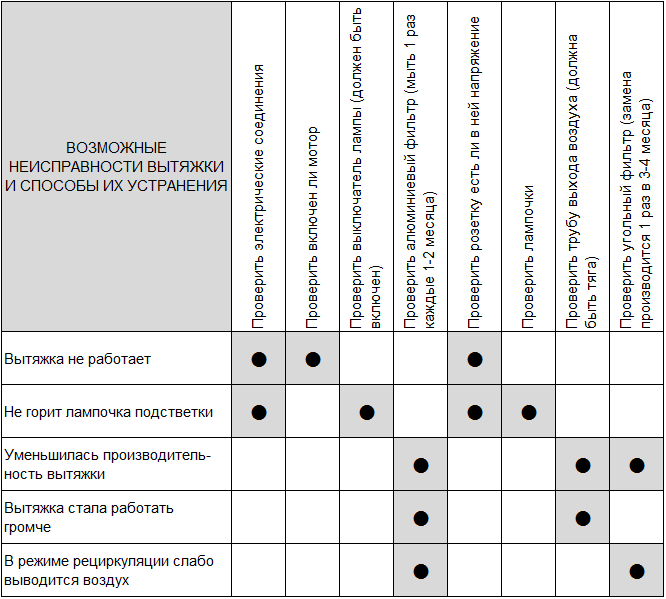 ВОЗМОЖНЫЕ
НЕИСПРАВНОСТИ ВЫТЯЖКИ
И СПОСОБЫ ИХ УСТРАНЕНИЯ
Проверить электрические соединения
Проверить включен ли мотор
Проверить выключатель лампы (должен быть
включен)
Проверить алюминиевый фильтр (мыть 1 раз
каждые 1-2 месяца)
Проверить розетку есть ли в ней напряжение
Проверить лампочки
Проверить трубу выхода воздуха (должна
быть тяга)
Проверить угольный фильтр (замена
производится 1 раз в 3-4 месяца)
Вытяжка не работает
Не горит лампочка подстветки
Уменьшилась производитель-
ность вытяжки
Вытяжка стала работать
громче
В режиме рециркуляции слабо
выводится воздух